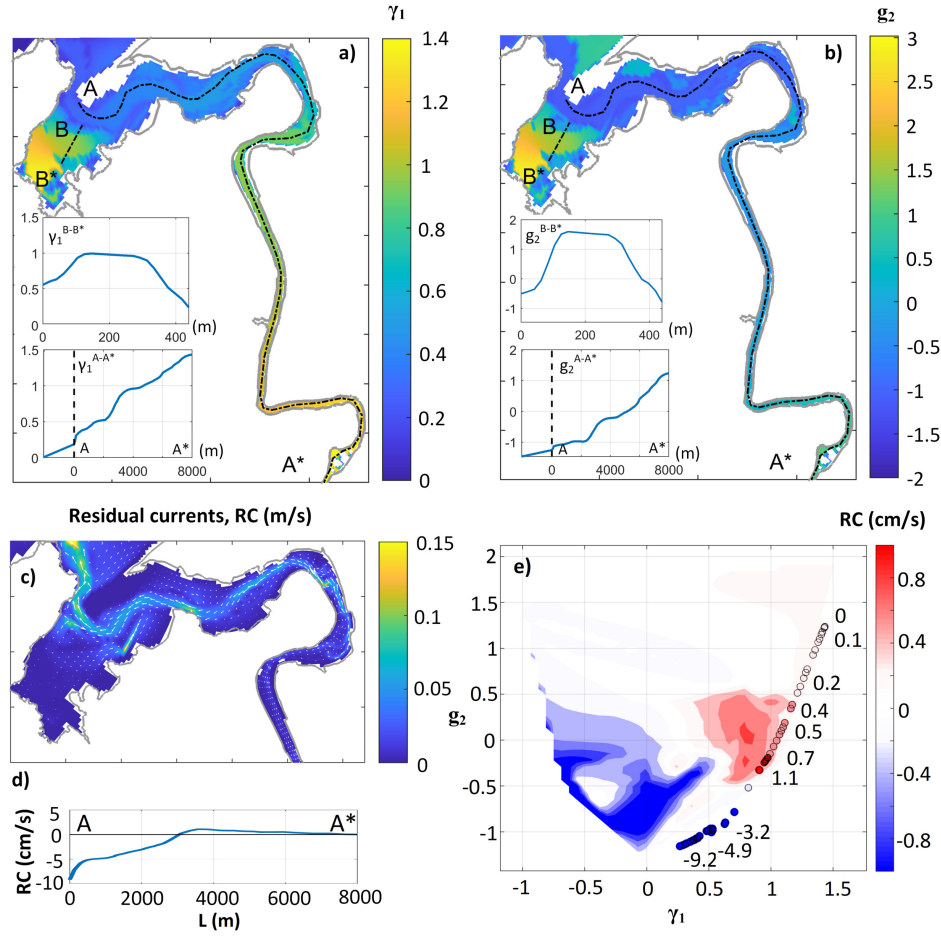 γ1
g2
a)
b)
A
B
B*
A*
1.4
1.2
1
0.8
0.6
0.4
0.2
0
A
B
B*
A*
3
2.5
2
1.5
1
0.5
0
-0.5
-1
-1.5
-2
1.5
1
0.5
0
γ1 B-B*
0 200 400 (m)
1.5
1
0.5
0
γ1 A-A*
A A*
0 4000 8000
(m)
2
1
0
-1
g2 B-B*
0 200 400 (m)
2
1
0
-1
g2 A-A*
A A*
0 4000 8000
(m)
Residual currents, RC (m/s)
c)
0.15
0.1
0.05
0
d)
RC (cm/s)
5
0
-5
-10
A A*
0 2000 4000 6000 8000
L (m)
RC (cm/s)
e)
g2
2
1.5
1
0.5
0
-0.5
-1
0
0.1
0.2
0.4
0.5
0.7
1.1
-3.2
-4.9
-9.2
-1 -0.5 0 0.5 1 1.5
γ1
0.8
0.4
0
-0.4
-0.8